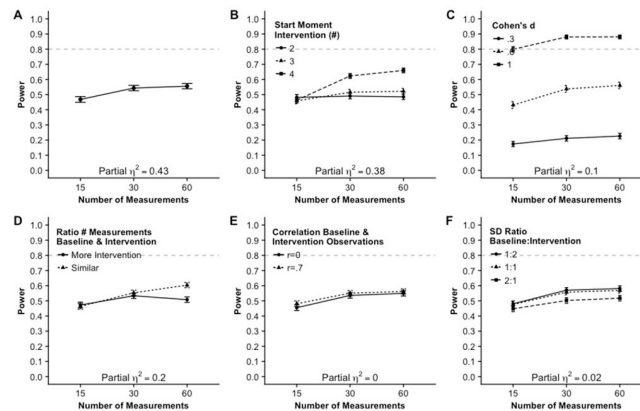 A
Power
1.0
0.9
0.8
0.7
0.6
0.5
0.4
0.3
0.2
0.1
0.0
Partial η² = 0.43
15 30 60
Number of Measurements
B
Start Moment
Intervention (#)
2
3
4
Power
1.0
0.9
0.8
0.7
0.6
0.5
0.4
0.3
0.2
0.1
0.0
Partial η² = 0.38
15 30 60
Number of Measurements
C
Cohen's d
.3
1
Power
1.0
0.9
0.8
0.7
0.6
0.5
0.4
0.3
0.2
0.1
0.0
Partial η² = 0.1
15 30 60
Number of Measurements
D
Ratio # Measurements
Baseline & Intervention
More Intervention
Similar
Power
1.0
0.9
0.8
0.7
0.6
0.5
0.4
0.3
0.2
0.1
0.0
Partial η² = 0.2
15 30 60
Number of Measurements
E
Correlation Baseline &
Intervention Observations
r=0
r=.7
Power
1.0
0.9
0.8
0.7
0.6
0.5
0.4
0.3
0.2
0.1
0.0
Partial η² = 0
15 30 60
Number of Measurements
F
SD Ratio
Baseline:Intervention
1:2
1:1
2:1
Power
1.0
0.9
0.8
0.7
0.6
0.5
0.4
0.3
0.2
0.1
0.0
Partial η² = 0.02
15 30 60
Number of Measurements